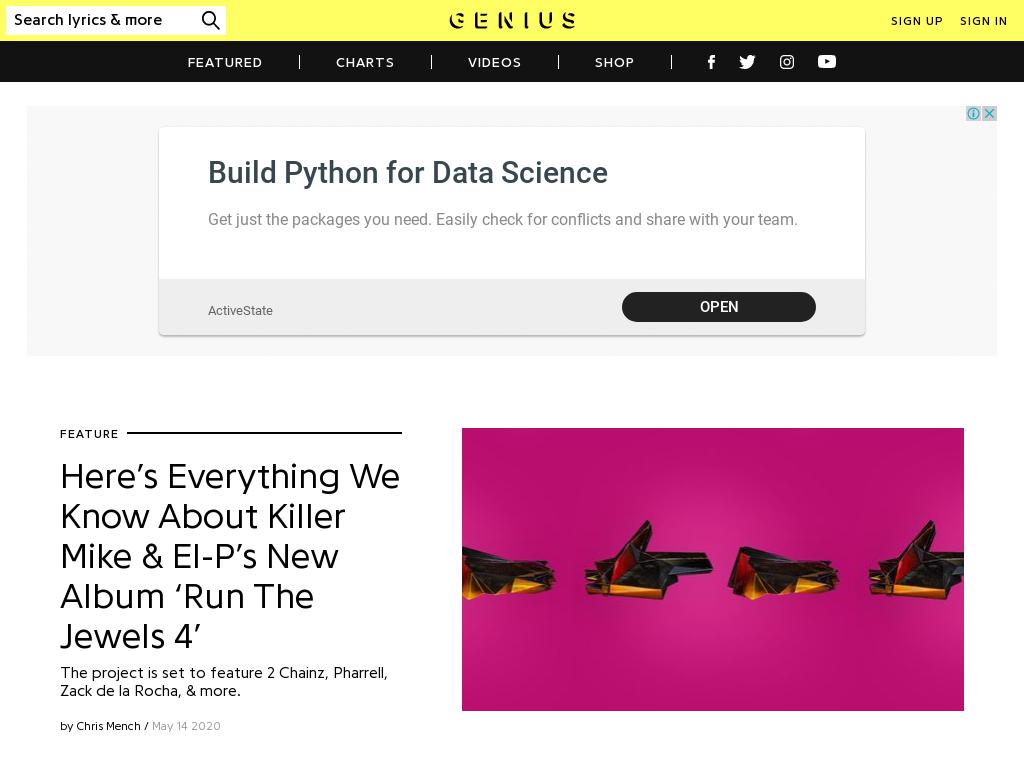 Search lyrics & more
GENIUS
SIGN UP SIGN IN
FEATURED CHARTS VIDEOS SHOP
Build Python for Data Science
Get just the packages you need. Easily check for conflicts and share with your team.
ActiveState
OPEN
FEATURE
Here’s Everything We
Know About Killer
Mike & El-P’s New
Album ‘Run The
Jewels 4’
The project is set to feature 2 Chainz, Pharrell,
Zack de la Rocha, & more.
by Chris Mench / May 14 2020